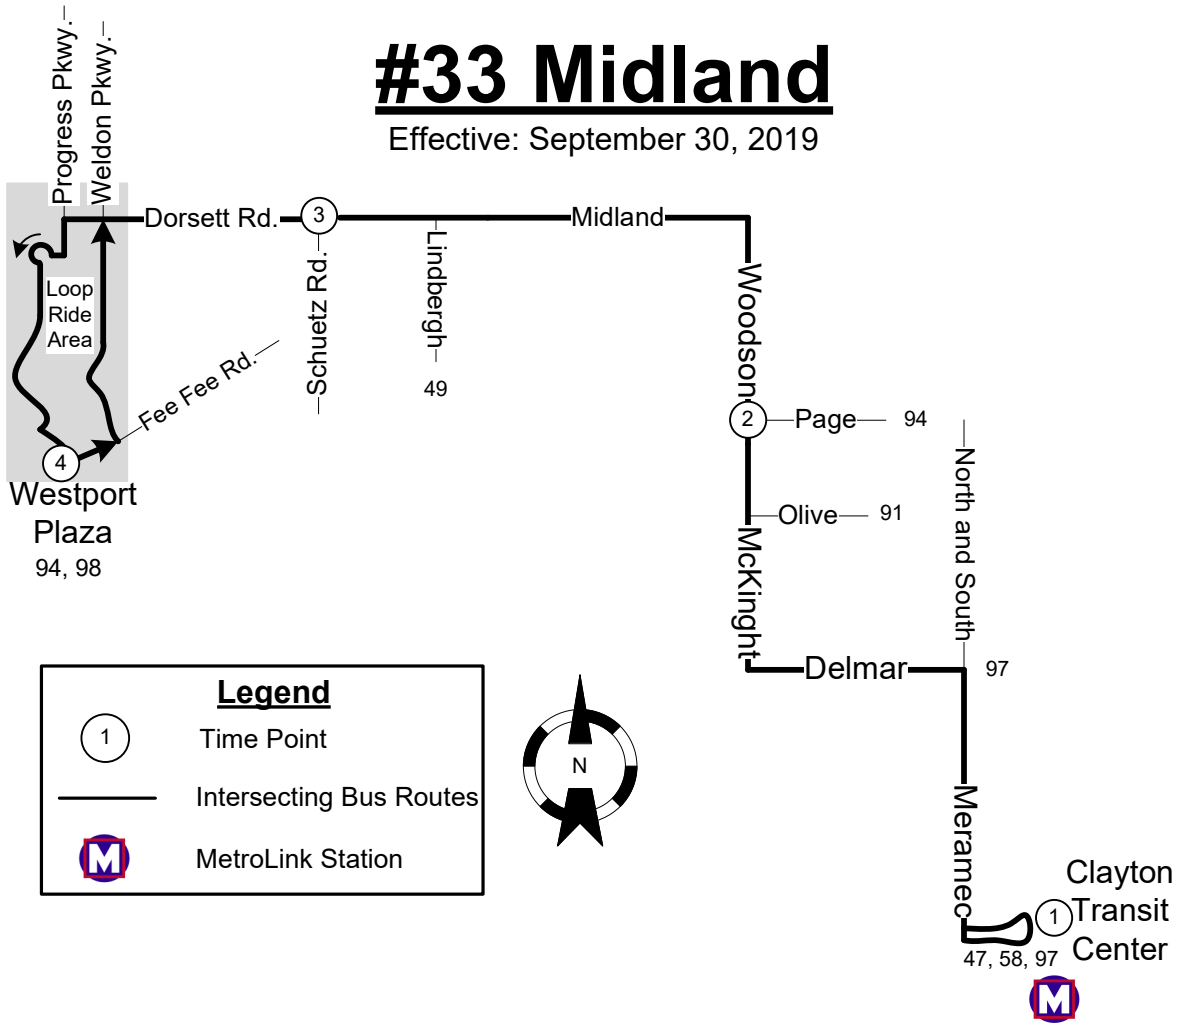 #33 Midland
Effective: September 30, 2019
Progress Pkwy.
Weldon Pkwy.
Dorsett Rd.
3
Midland
Loop
Ride
Area
Schuetz Rd.
Lindbergh
49
Woodson
Fee Fee Rd.
2
Page
94
4
Westport
Plaza
94, 98
Olive
91
North and South
McKinght
Delmar
97
Legend
1
Time Point
Intersecting Bus Routes
M
MetroLink Station
N
Meramec
1
Clayton
Transit
Center
47, 58, 97
M